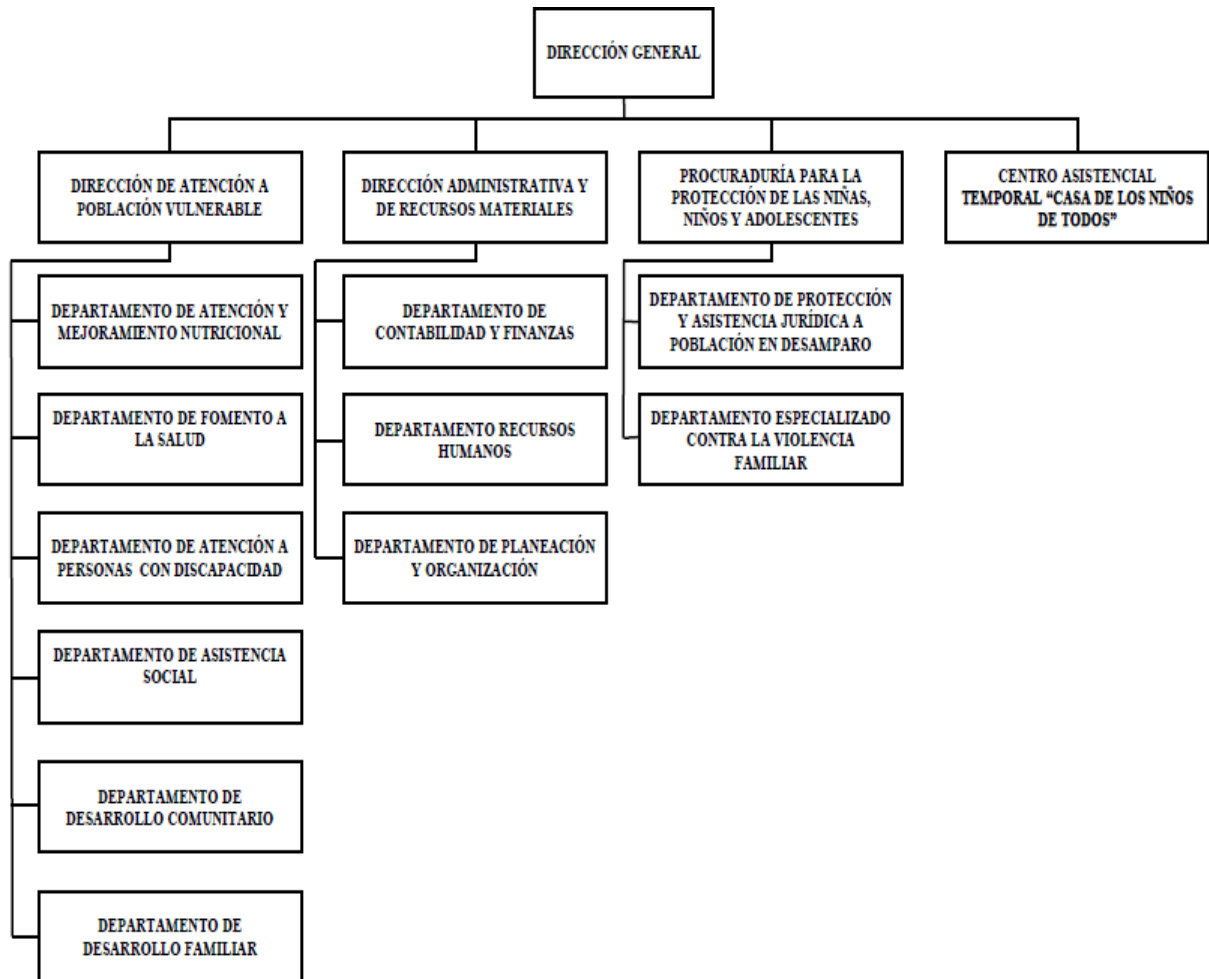 DIRECCIÓN GENERAL
DIRECCIÓN DE ATENCIÓN A
POBLACIÓN VULNERABLE
DIRECCIÓN ADMINISTRATIVA Y
DE RECURSOS MATERIALES
PROCURADURÍA PARA LA
PROTECCIÓN DE LAS NIÑAS,
NIÑOS Y ADOLESCENTES
CENTRO ASISTENCIAL
TEMPORAL “CASA DE LOS NIÑOS
DE TODOS”
DEPARTAMENTO DE ATENCIÓN Y
MEJORAMIENTO NUTRICIONAL
DEPARTAMENTO DE FOMENTO A
LA SALUD
DEPARTAMENTO DE ATENCIÓN A
PERSONAS CON DISCAPACIDAD
DEPARTAMENTO DE ASISTENCIA
SOCIAL
DEPARTAMENTO DE
DESARROLLO COMUNITARIO
DEPARTAMENTO DE
DESARROLLO FAMILIAR
DEPARTAMENTO DE
CONTABILIDAD Y FINANZAS
DEPARTAMENTO RECURSOS
HUMANOS
DEPARTAMENTO DE PLANEACIÓN
Y ORGANIZACIÓN
DEPARTAMENTO DE PROTECCIÓN
Y ASISTENCIA JURÍDICA A
POBLACIÓN EN DESAMPARO
DEPARTAMENTO ESPECIALIZADO
CONTRA LA VIOLENCIA
FAMILIAR